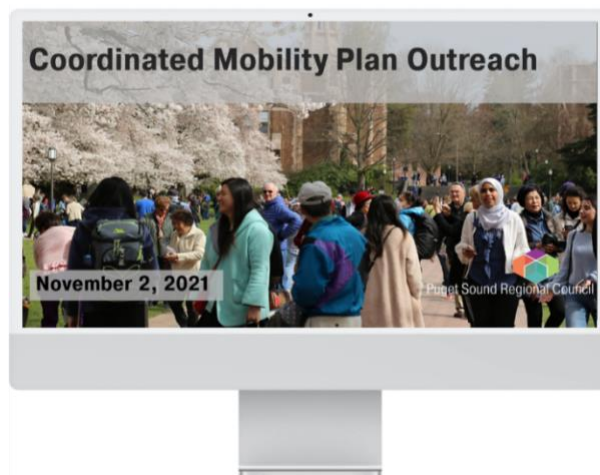 Coordinated Mobility Plan Outreach
November 2, 2021
Puget Sound Regional Council